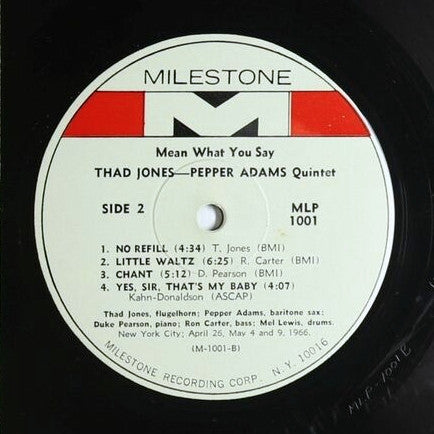 MILESTONE
M
Mean What You Say
THAD JONES—PEPPER ADAMS Quintet
SIDE 2
MLP
1001
1. NO REFILL (4:34) T. Jones (BMI)
2. LITTLE WALTZ (6:25) R. Carter (BMI)
3. CHANT (5:12) D. Pearson (BMI)
4. YES, SIR, THAT'S MY BABY (4:07)
Kahn-Donaldson (ASCAP)
Thad Jones, flugelhorn; Pepper Adams, baritone sax;
Duke Pearson, piano; Ron Carter, bass; Mel Lewis, drums.
New York City; April 26, May 4 and 9, 1966.
(M-1001-B)
MILESTONE RECORDING CORP. N.Y. 10016